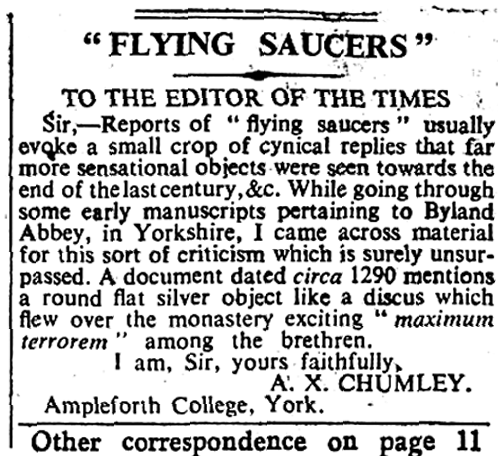 “FLYING SAUCERS”
TO THE EDITOR OF THE TIMES
Sir,—Reports of “ flying saucers ” usually
evoke a small crop of cynical replies that far
more sensational objects were seen towards the
end of the last century, &c. While going through
some early manuscripts pertaining to Byland
Abbey, in Yorkshire, I came across material
for this sort of criticism which is surely unsur-
passed. A document dated circa 1290 mentions
a round flat silver object like a discus which
flew over the monastery exciting “ maximum
terrorem ” among the brethren.
I am, Sir, yours faithfully,
A. X. CHUMLEY.
Ampleforth College, York.
Other correspondence on page 11